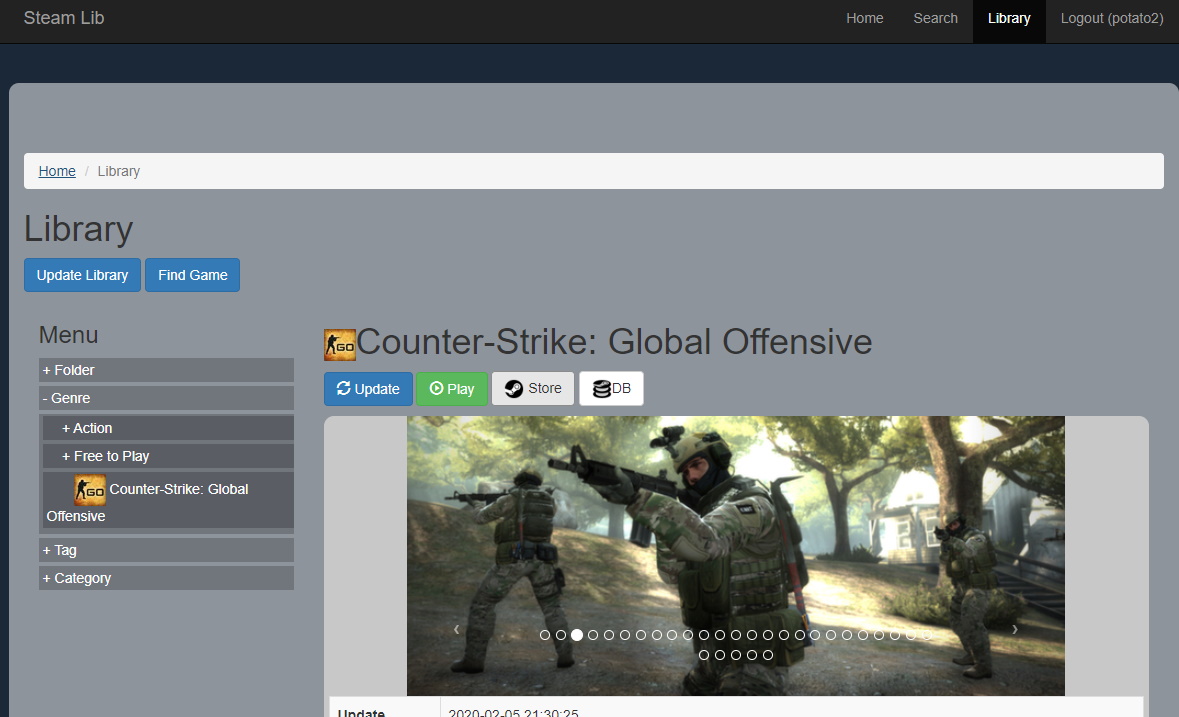 Steam Lib
Home
Search
Library
Logout (potato2)
Home / Library
Library
Update Library
Find Game
Menu
+ Folder
- Genre
+ Action
+ Free to Play
GO Counter-Strike: Global
Offensive
+ Tag
+ Category
GO Counter-Strike: Global Offensive
Update
Play
Store
DB
‹
›
Update
2020-02-05 21:30:25